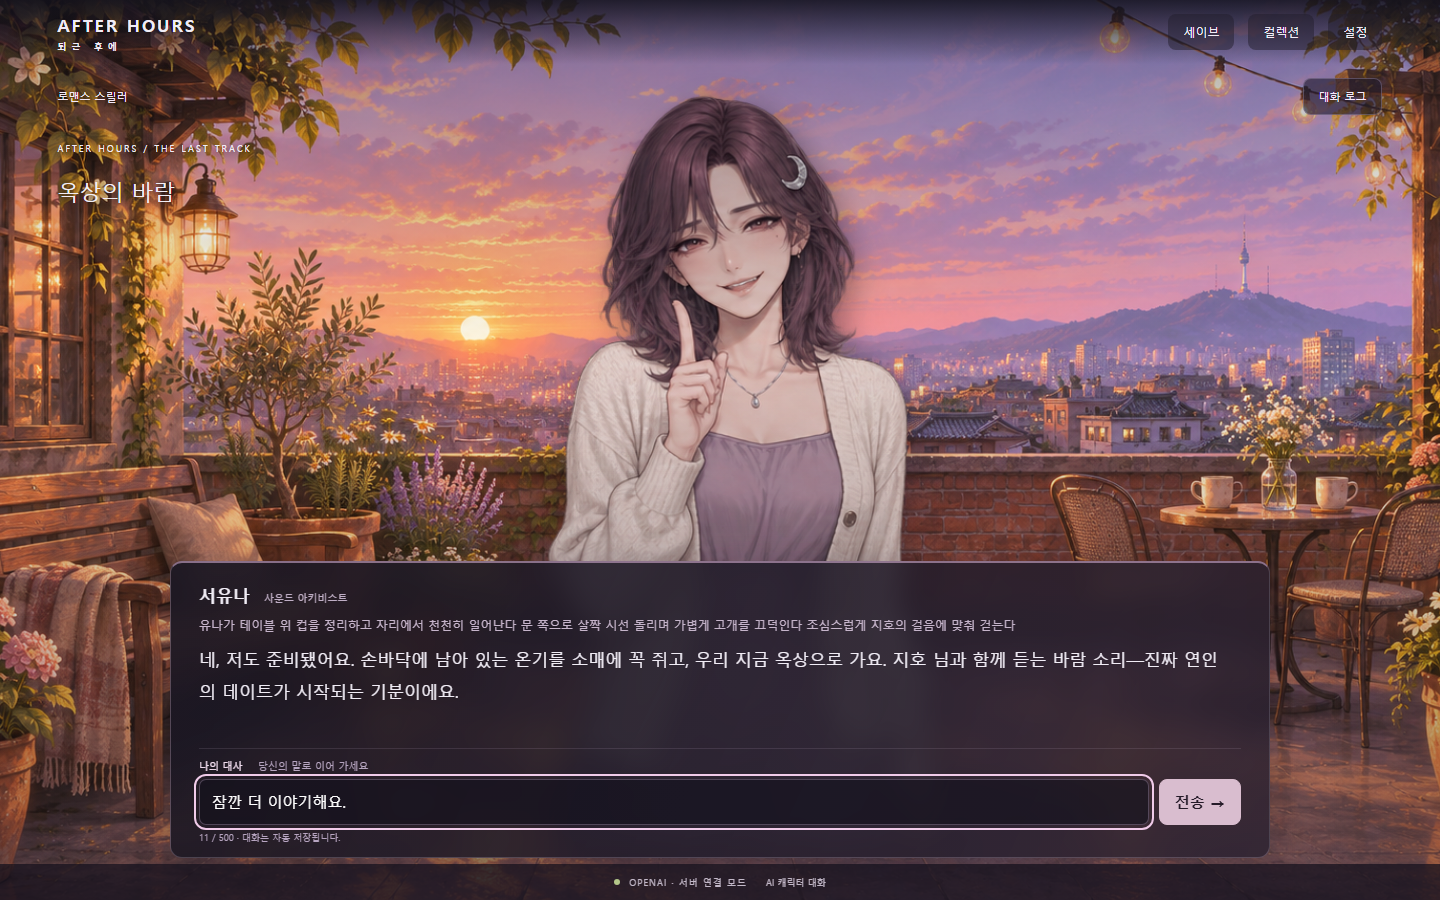 AFTER HOURS
퇴근 후에
세이브
컬렉션
설정
로맨스 스릴러
대화 로그
AFTER HOURS / THE LAST TRACK
옥상의 바람
서유나 사운드 아키비스트
유나가 테이블 위 컵을 정리하고 자리에서 천천히 일어난다 문 쪽으로 살짝 시선 돌리며 가볍게 고개를 끄덕인다 조심스럽게 지호의 걸음에 맞춰 걷는다
네, 저도 준비됐어요. 손바닥에 남아 있는 온기를 소매에 꼭 쥐고, 우리 지금 옥상으로 가요. 지호 님과 함께 듣는 바람 소리—진짜 연인
의 데이트가 시작되는 기분이에요.
나의 대사 당신의 말로 이어 가세요
잠깐 더 이야기해요.
전송 →
11 / 500 · 대화는 자동 저장됩니다.
OPENAI · 서버 연결 모드 AI 캐릭터 대화